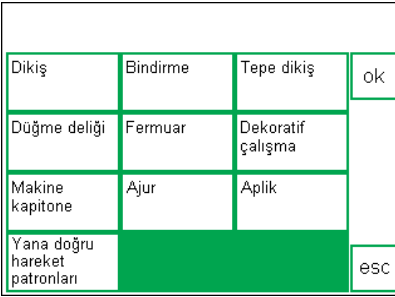 Dikiş
Bindirme
Tepe dikiş
ok
Düğme deliği
Fermuar
Dekoratif
çalışma
Makine
kapitone
Ajur
Aplik
Yana doğru
hareket
patronları
esc